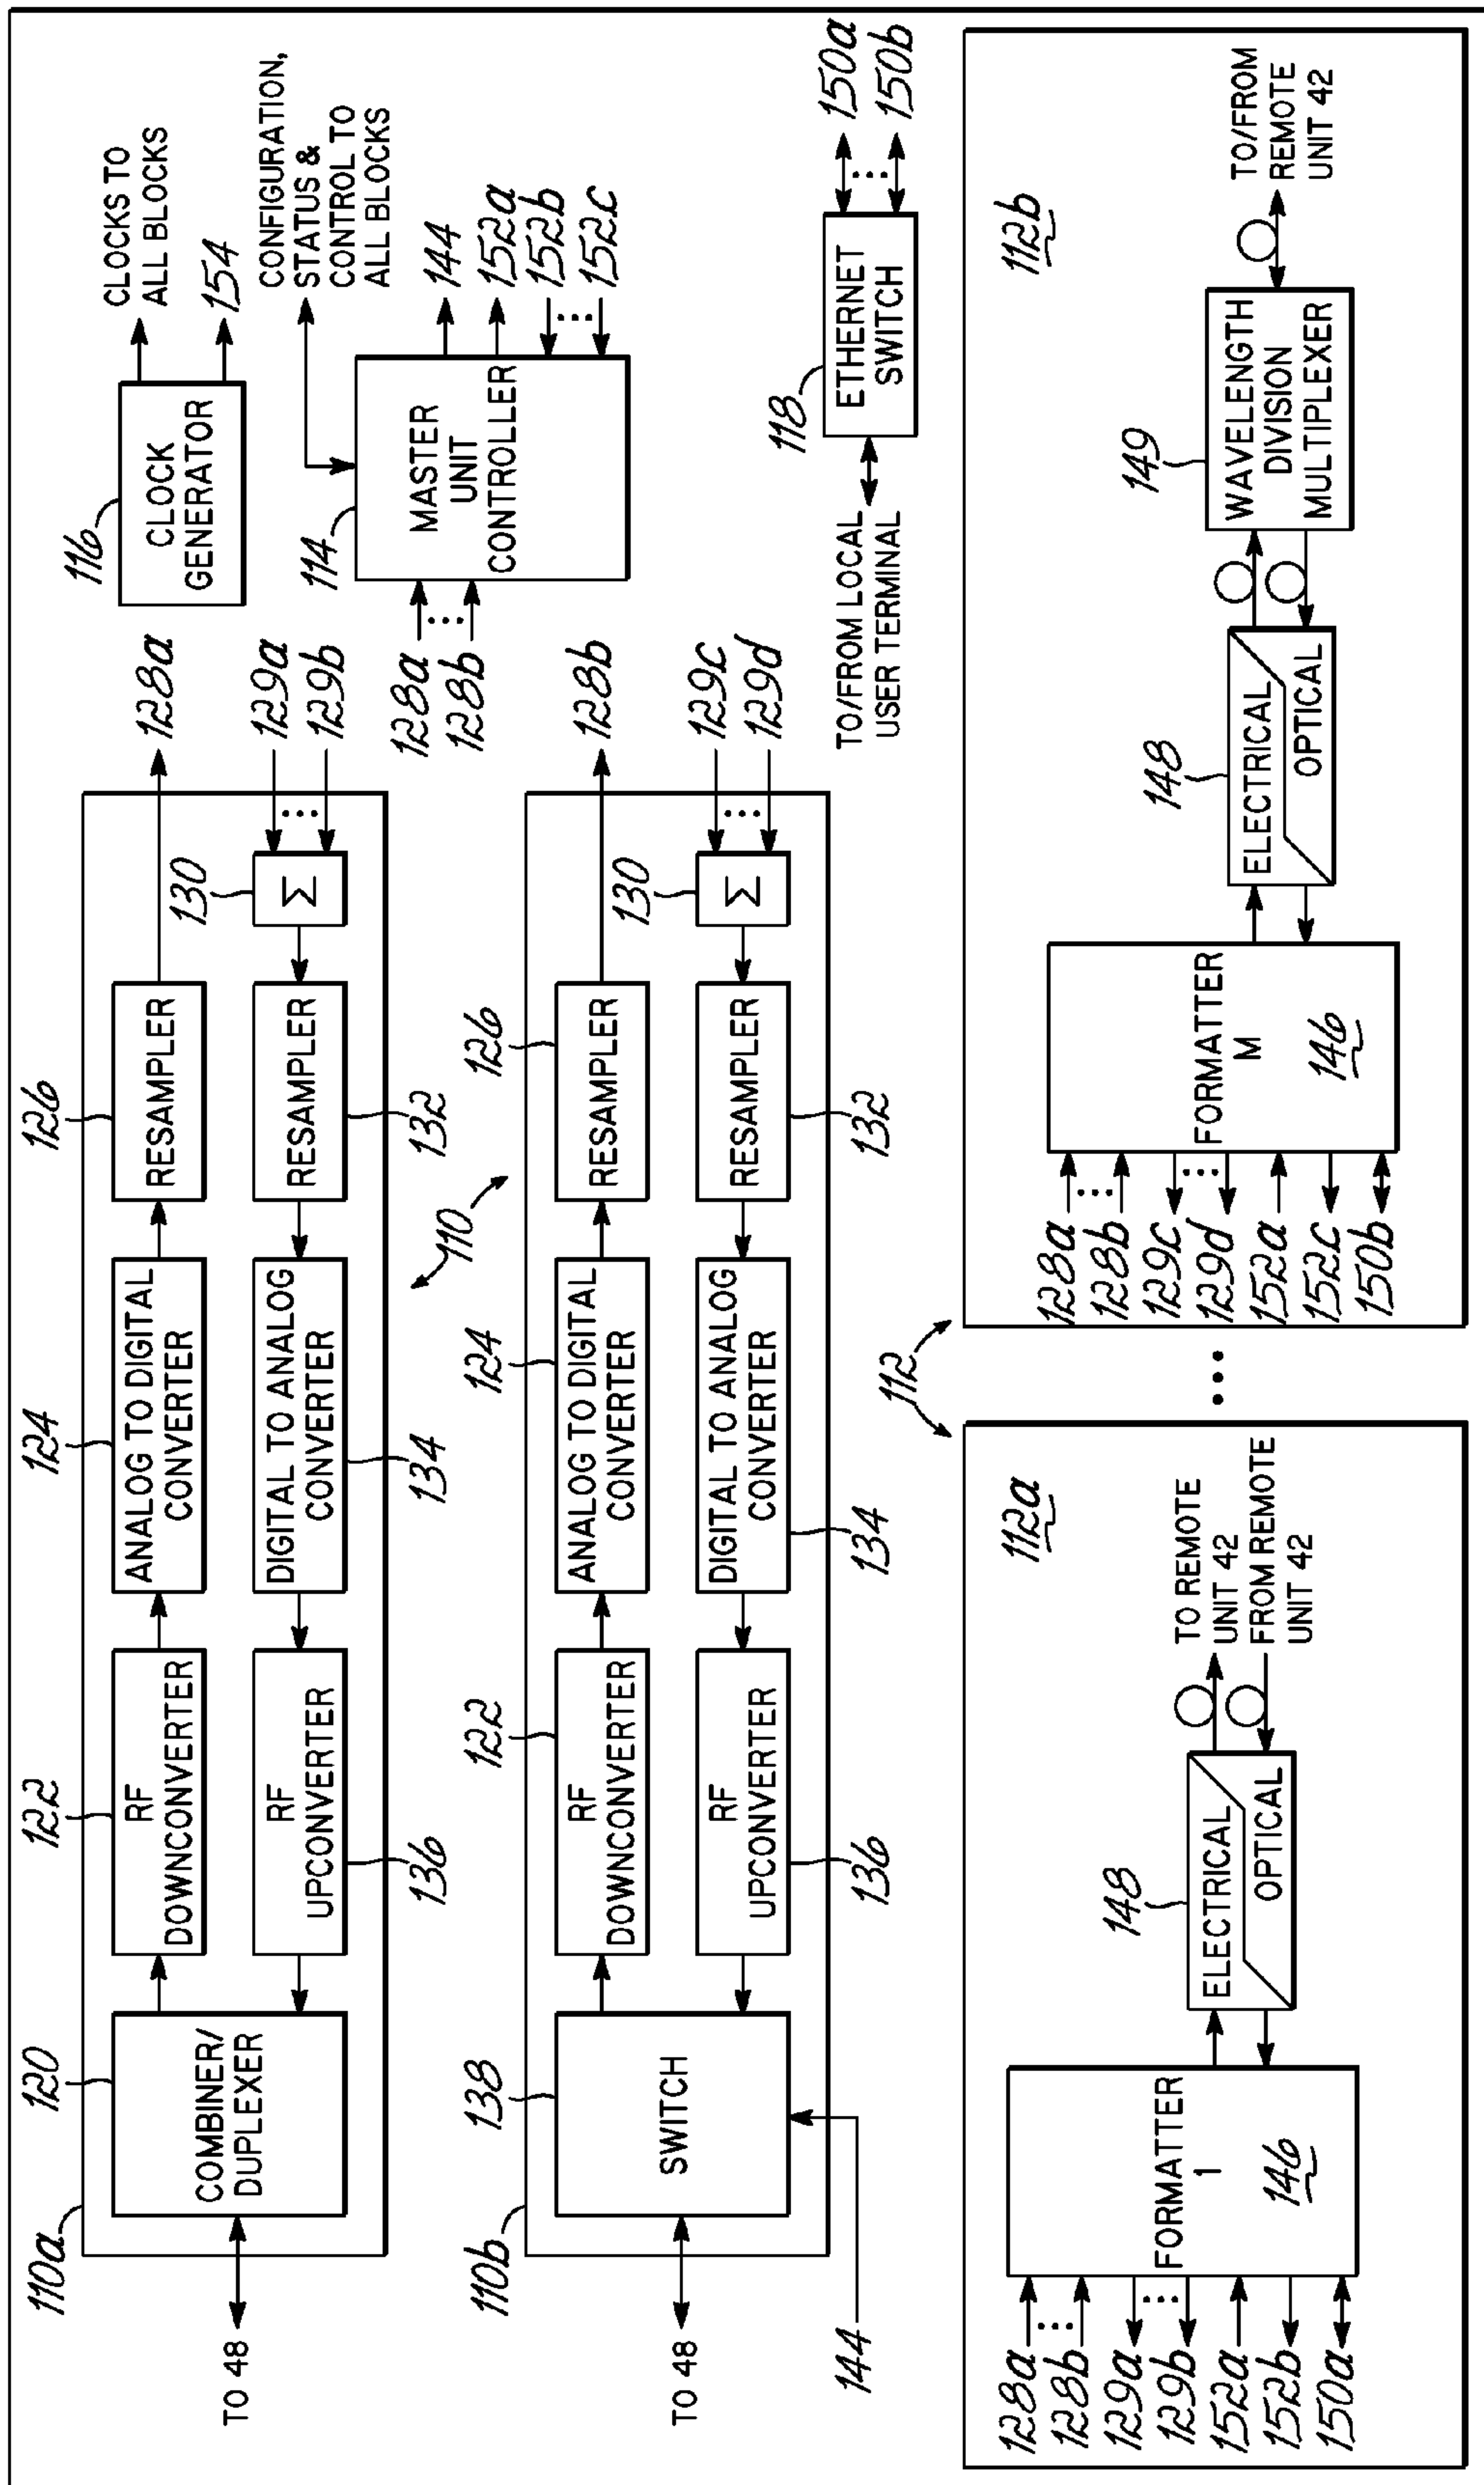 110a
TO 48
120
COMBINER/
DUPLEXER
122
RF
DOWNCONVERTER
124
ANALOG TO DIGITAL
CONVERTER
126
RESAMPLER
128a
RF
UPCONVERTER
136
DIGITAL TO ANALOG
CONVERTER
134
RESAMPLER
132
Σ
130
129a
129b
110
110b
TO 48
138
SWITCH
144
122
RF
DOWNCONVERTER
124
ANALOG TO DIGITAL
CONVERTER
126
RESAMPLER
128b
RF
UPCONVERTER
136
DIGITAL TO ANALOG
CONVERTER
134
RESAMPLER
132
Σ
130
129c
129d
116
CLOCK
GENERATOR
CLOCKS TO
ALL BLOCKS
154
CONFIGURATION,
STATUS &
CONTROL TO
ALL BLOCKS
114
MASTER
UNIT
CONTROLLER
128a
128b
144
152a
152b
152c
118
ETHERNET
SWITCH
TO/FROM LOCAL
USER TERMINAL
150a
150b
112
112a
128a
128b
129a
129b
152a
152b
150a
FORMATTER
1
146
148
ELECTRICAL
OPTICAL
TO REMOTE
UNIT 42
FROM REMOTE
UNIT 42
112b
128a
128b
129c
129d
152a
152c
150b
FORMATTER
M
146
148
ELECTRICAL
OPTICAL
149
WAVELENGTH
DIVISION
MULTIPLEXER
TO/FROM
REMOTE
UNIT 42